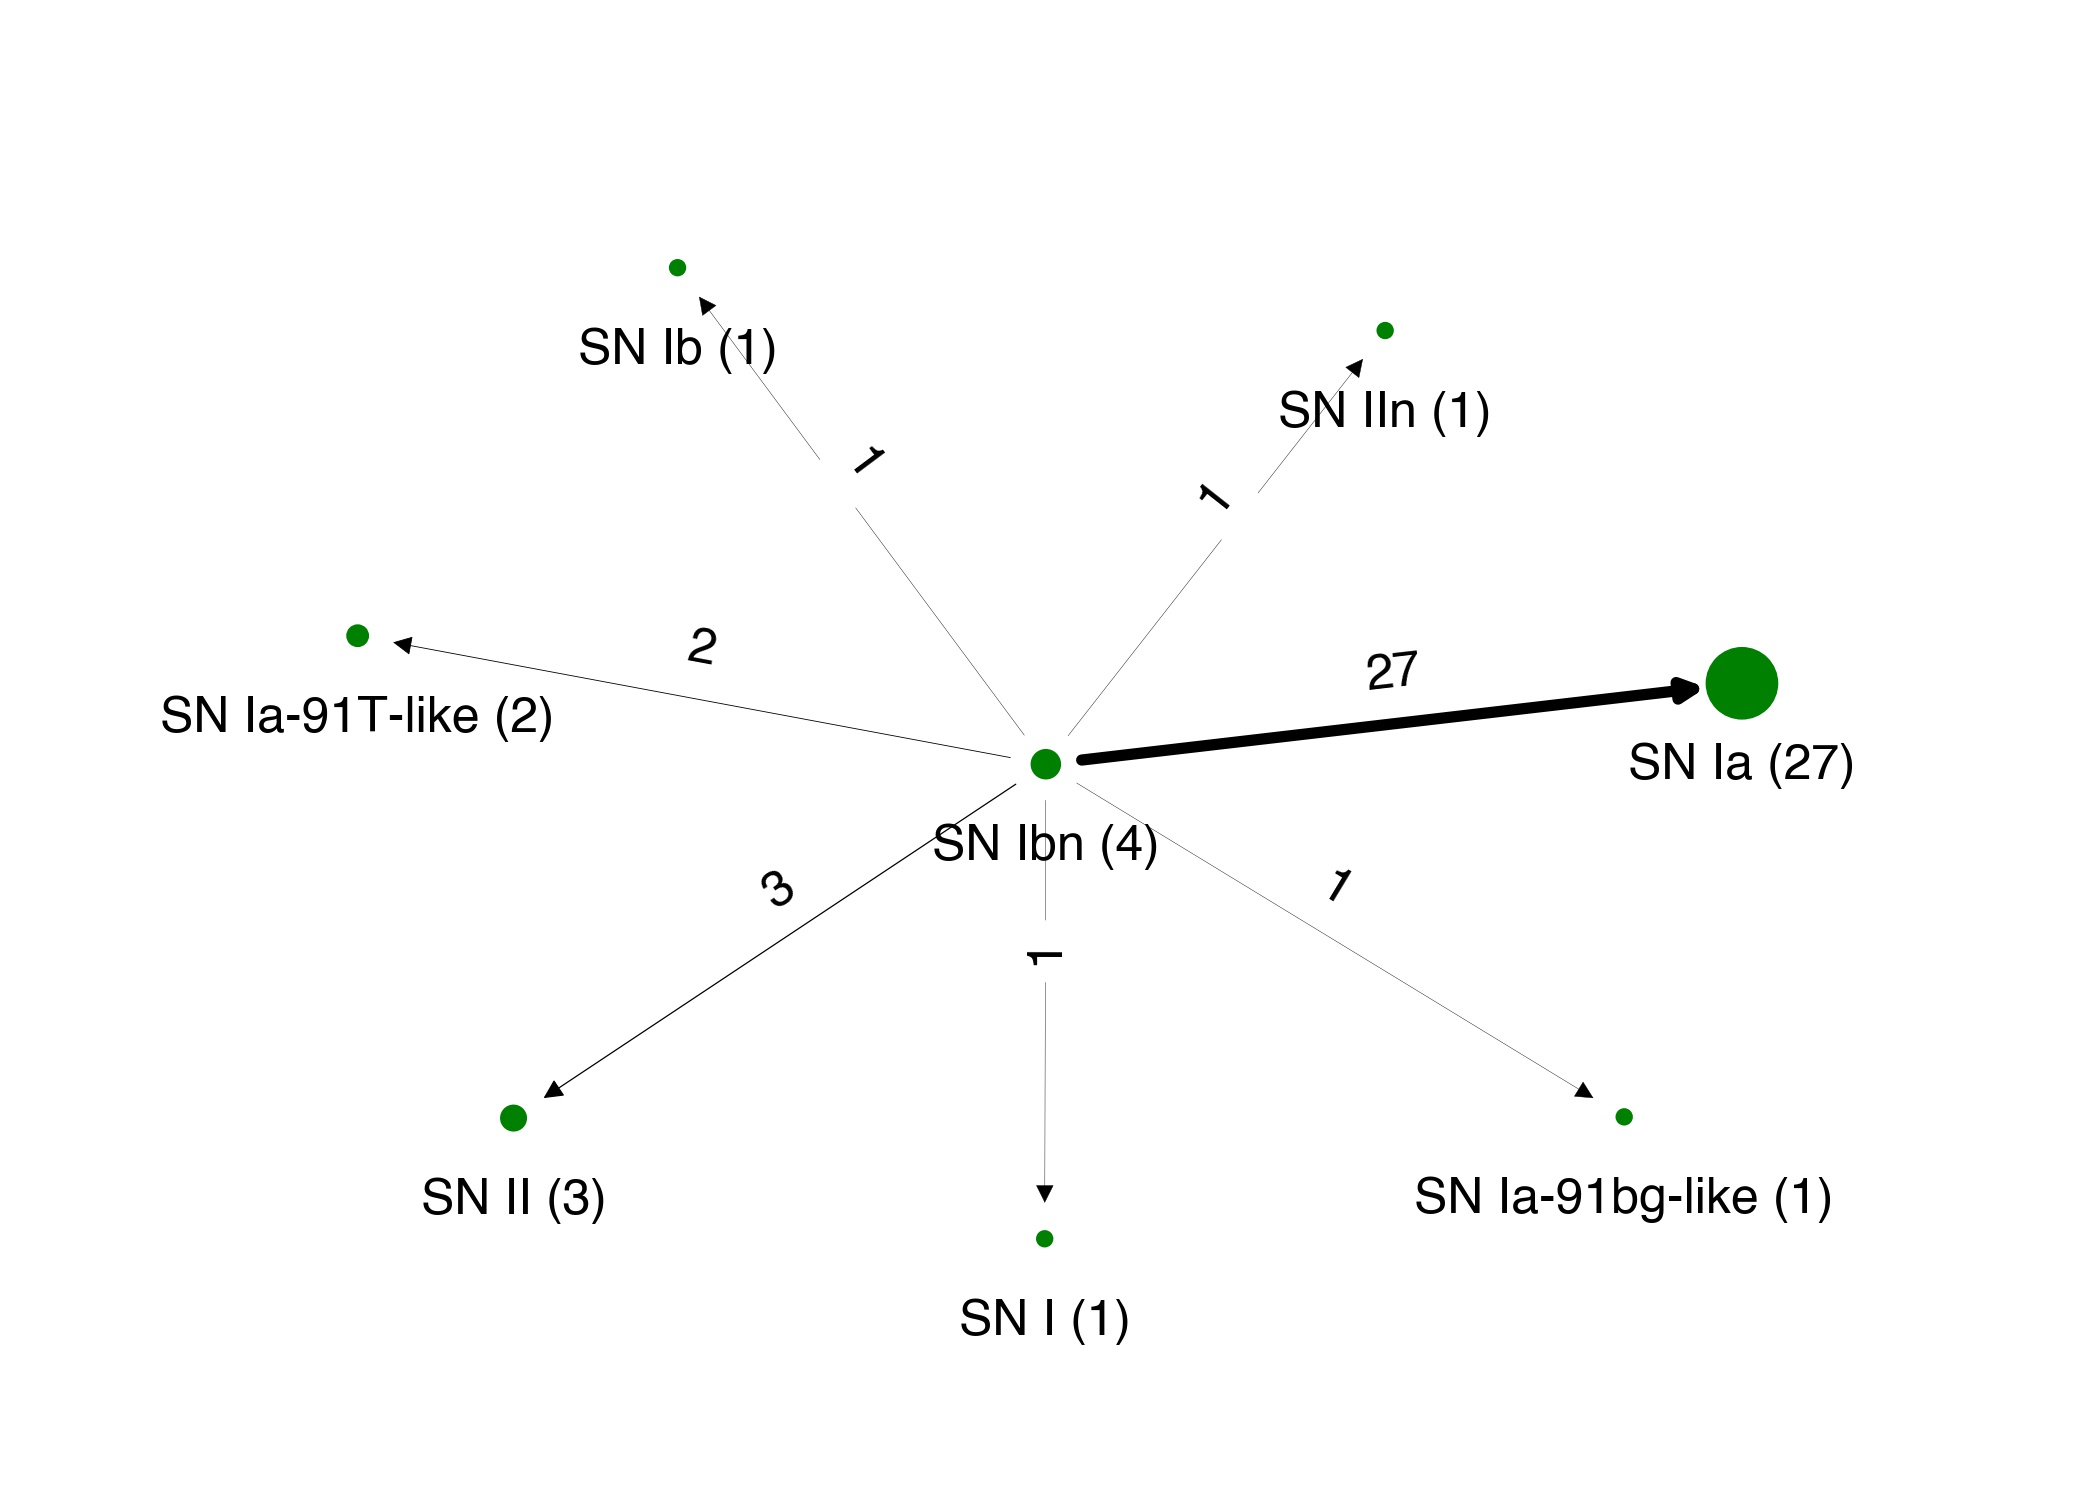 SN Ib (1)
SN IIn (1)
1
1
2
27
SN Ia-91T-like (2)
SN Ia (27)
SN Ibn (4)
3
1
1
SN II (3)
SN Ia-91bg-like (1)
SN I (1)